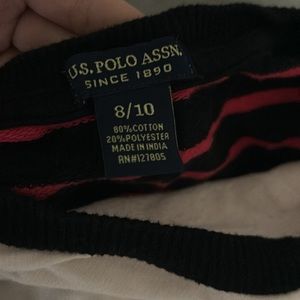 U.S. POLO ASSN.
SINCE 1890
8/10
80%COTTON
20%POLYESTER
MADE IN INDIA
RN#127805